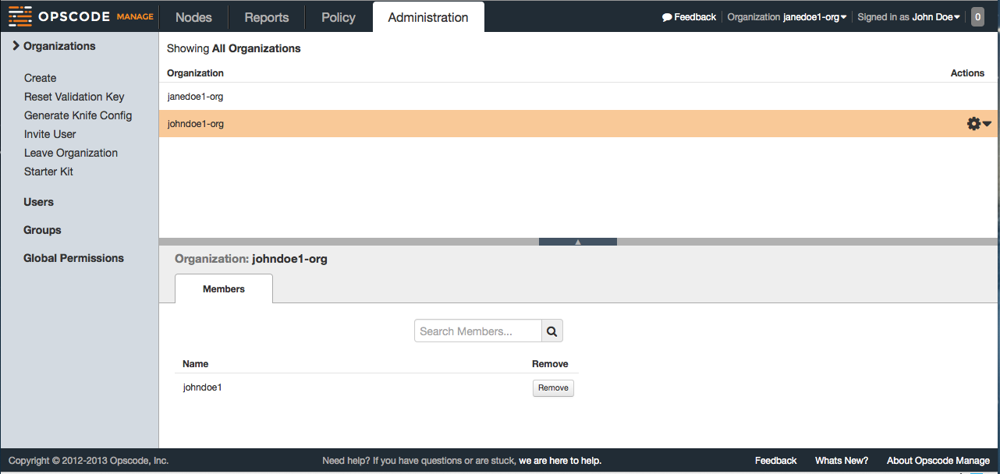 OPSCODE MANAGE Nodes Reports Policy Administration Feedback Organization janedoe1-org Signed in as John Doe 0
Organizations
Create
Reset Validation Key
Generate Knife Config
Invite User
Leave Organization
Starter Kit
Users
Groups
Global Permissions
Showing All Organizations
Organization Actions
janedoe1-org
johndoe1-org
Organization: johndoe1-org
Members
Search Members...
Name Remove
johndoe1 Remove
Copyright © 2012-2013 Opscode, Inc. Need help? If you have questions or are stuck, we are here to help. Feedback Whats New? About Opscode Manage